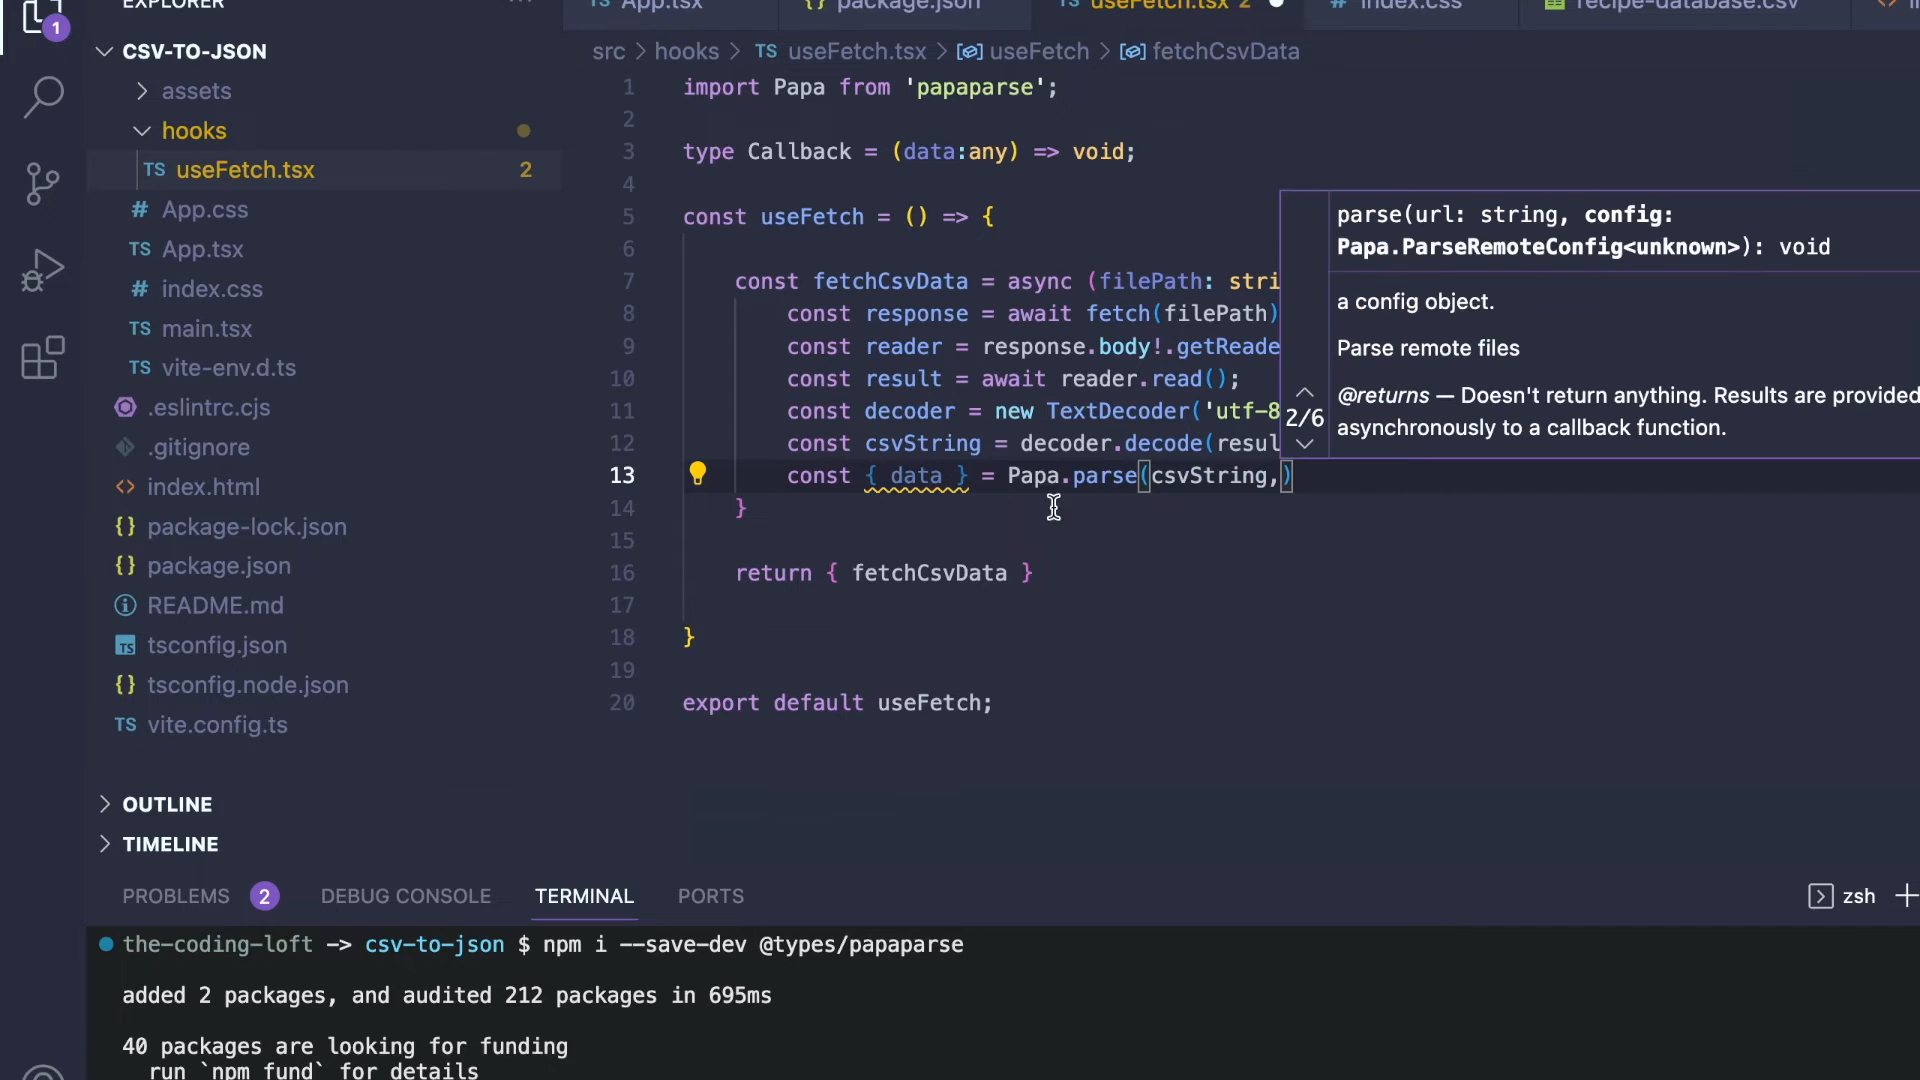 EXPLORER
App.tsx
package.json
useFetch.tsx 2
index.css
recipe-database.csv
1
CSV-TO-JSON
assets
hooks
TS useFetch.tsx 2
# App.css
TS App.tsx
# index.css
TS main.tsx
TS vite-env.d.ts
.eslintrc.cjs
.gitignore
<> index.html
{} package-lock.json
{} package.json
README.md
TS tsconfig.json
{} tsconfig.node.json
TS vite.config.ts
OUTLINE
TIMELINE
src > hooks > TS useFetch.tsx > useFetch > fetchCsvData
1 import Papa from 'papaparse';
2
3 type Callback = (data:any) => void;
4
5 const useFetch = () => {
6
7 const fetchCsvData = async (filePath: stri
8 const response = await fetch(filePath)
9 const reader = response.body!.getReade
10 const result = await reader.read();
11 const decoder = new TextDecoder('utf-8
12 const csvString = decoder.decode(resul
13 const { data } = Papa.parse(csvString,)
14 }
15
16 return { fetchCsvData }
17
18 }
19
20 export default useFetch;
parse(url: string, config:
Papa.ParseRemoteConfig<unknown>): void
a config object.
Parse remote files
2/6
@returns — Doesn't return anything. Results are provided
asynchronously to a callback function.
PROBLEMS 2 DEBUG CONSOLE TERMINAL PORTS
zsh
the-coding-loft -> csv-to-json $ npm i --save-dev @types/papaparse
added 2 packages, and audited 212 packages in 695ms
40 packages are looking for funding
run `npm fund` for details